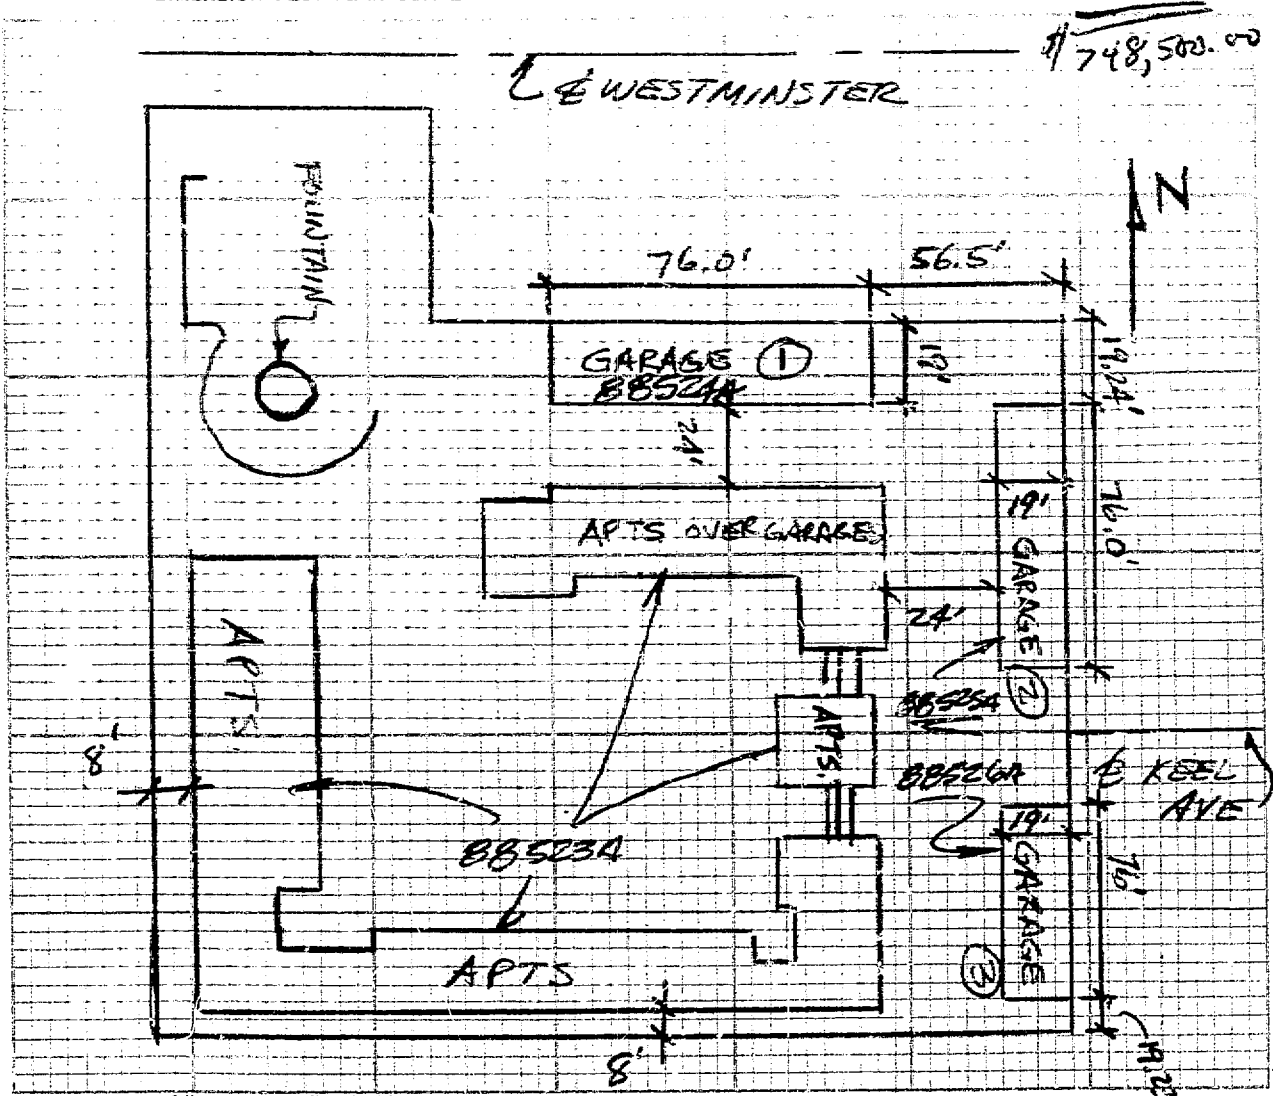 $748,500.00
℄ WESTMINSTER
N
FOUNTAIN
76.0'
56.5'
GARAGE 1
88524A
19'
19.24'
24'
APTS OVER GARAGES
19'
GARAGE 2
76.0'
24'
APTS.
88525A
APTS.
8'
88526A
℄ KEEL
AVE
88523A
19'
GARAGE
3
76'
APTS
8'